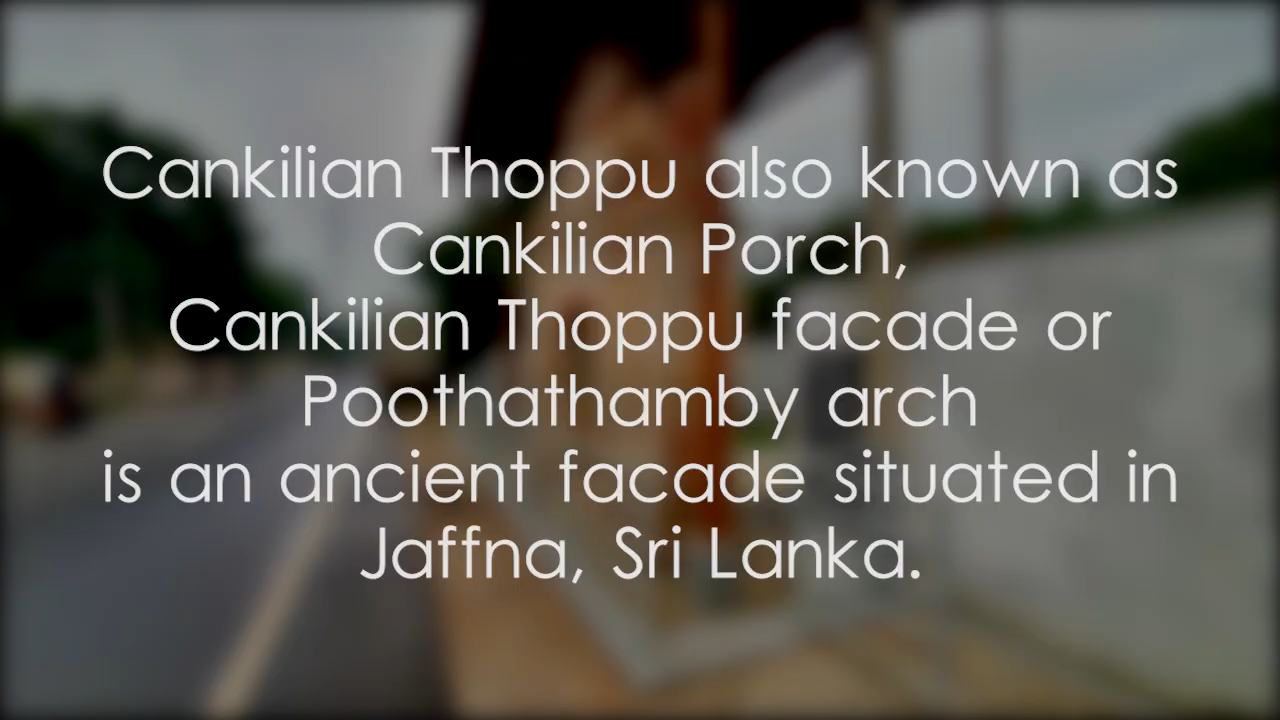 Cankilian Thoppu also known as
Cankilian Porch,
Cankilian Thoppu facade or
Poothathamby arch
is an ancient facade situated in
Jaffna, Sri Lanka.